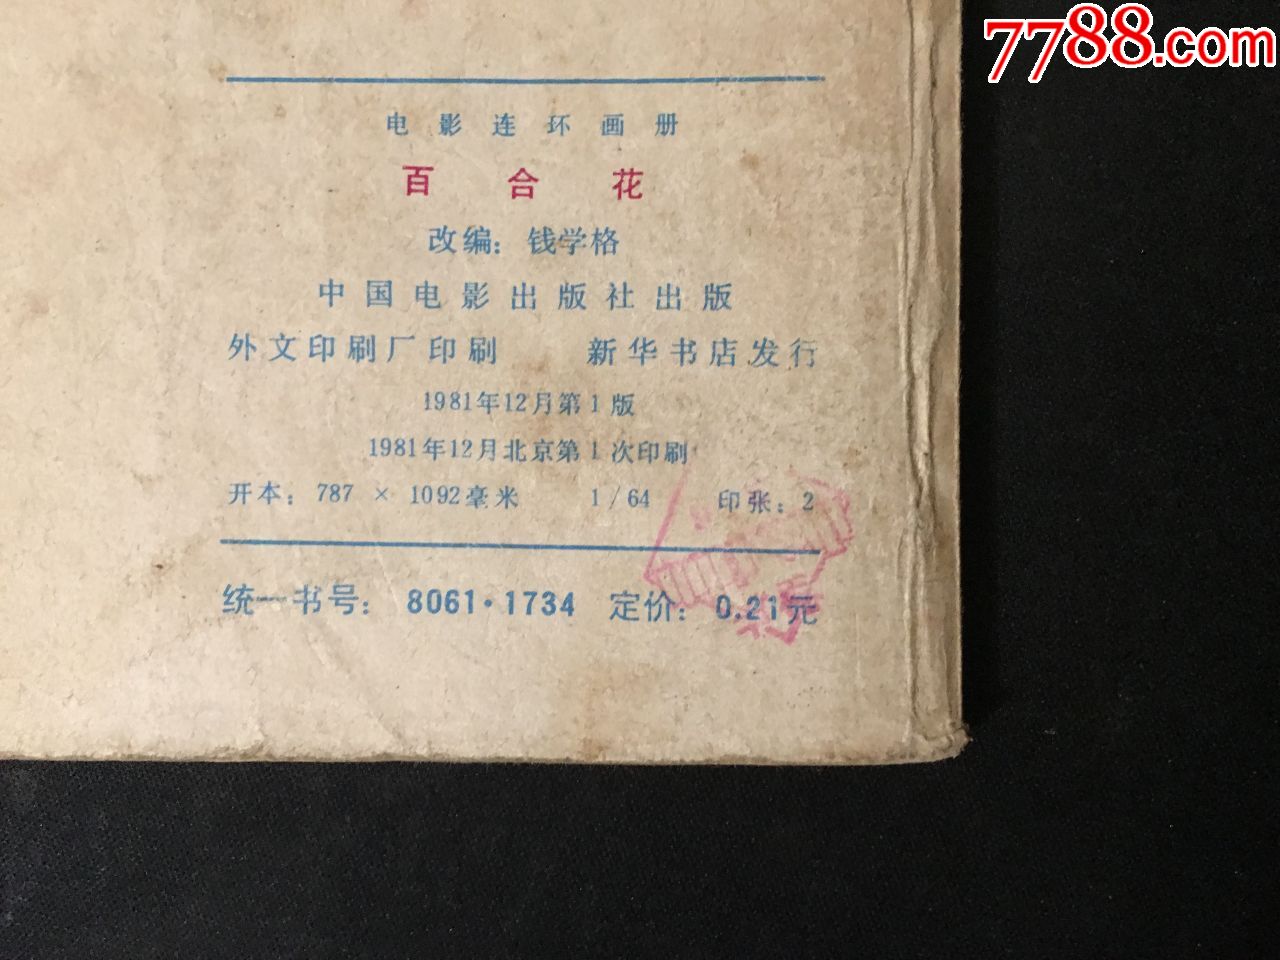 7788.com
电影连环画册
百合花
改编：钱学格
中国电影出版社出版
外文印刷厂印刷 新华书店发行
1981年12月第1版
1981年12月北京第1次印刷
开本：787 × 1092毫米 1/64 印张：2
统一书号：8061·1734 定价：0.21元